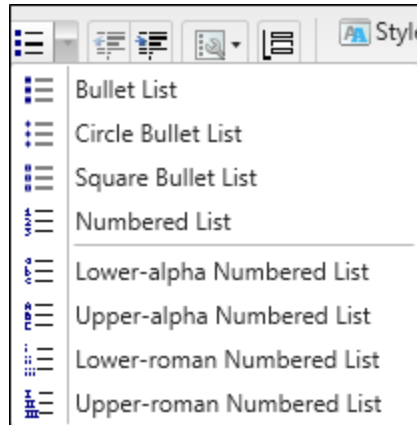 Style
Bullet List
Circle Bullet List
Square Bullet List
Numbered List
Lower-alpha Numbered List
Upper-alpha Numbered List
Lower-roman Numbered List
Upper-roman Numbered List